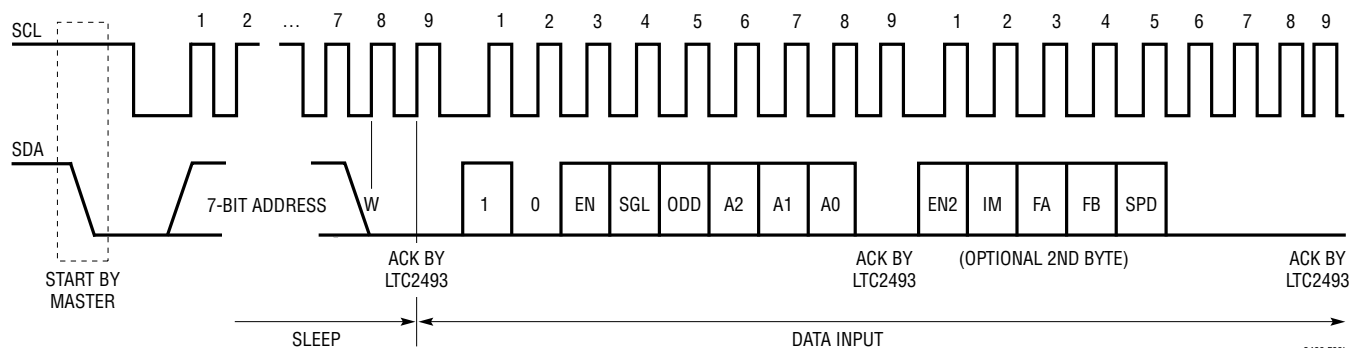 1 2 … 7 8 9 1 2 3 4 5 6 7 8 9 1 2 3 4 5 6 7 8 9
SCL
SDA
7-BIT ADDRESS W 1 0 EN SGL ODD A2 A1 A0 EN2 IM FA FB SPD
START BY
MASTER
ACK BY
LTC2493
ACK BY
LTC2493
(OPTIONAL 2ND BYTE)
ACK BY
LTC2493
SLEEP
DATA INPUT